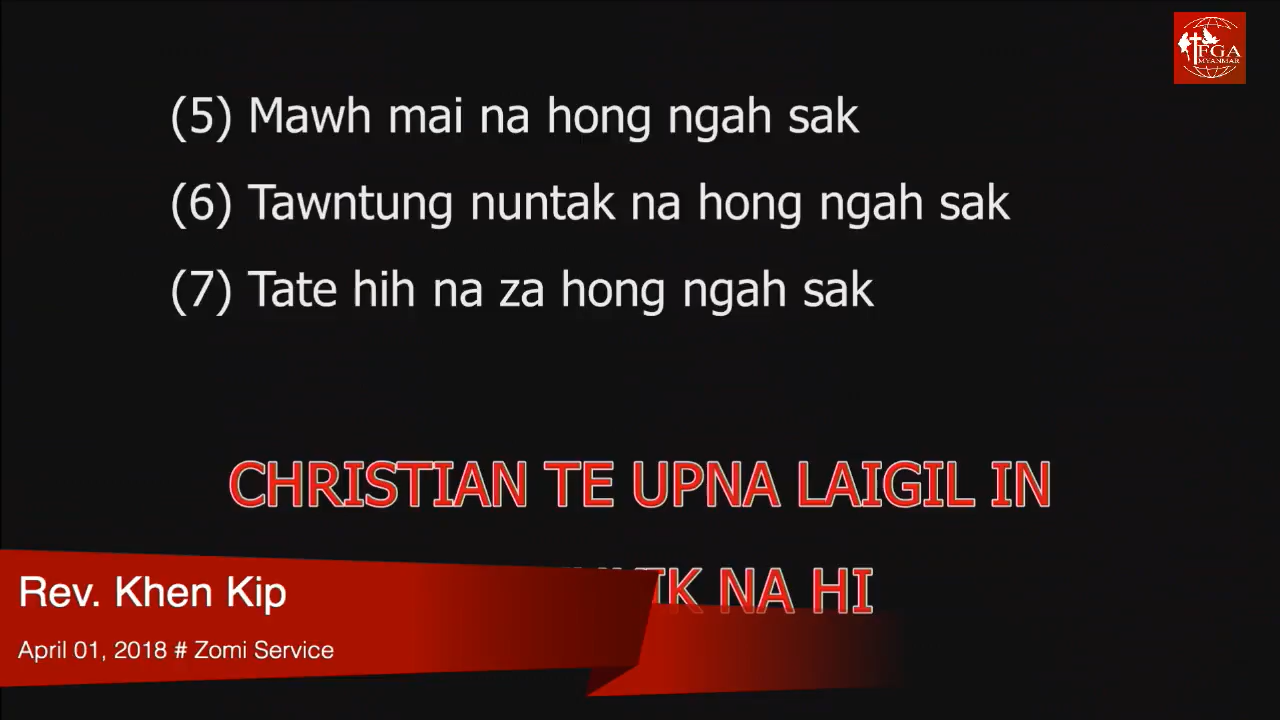 FGA
MYANMAR
(5) Mawh mai na hong ngah sak
(6) Tawntung nuntak na hong ngah sak
(7) Tate hih na za hong ngah sak
CHRISTIAN TE UPNA LAIGIL IN
NA HI
Rev. Khen Kip
April 01, 2018 # Zomi Service